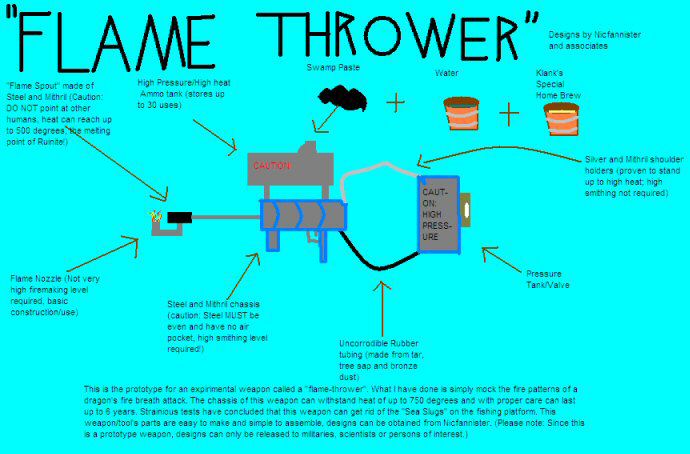 "FLAME THROWER"
Designs by Nicfannister
and associates
"Flame Spout" made of
Steel and Mithril (Caution:
DO NOT point at other
humans, heat can reach up
to 500 degrees, the melting
point of Runite!)
High Pressure/High heat
Ammo tank (stores up
to 30 uses)
Swamp Paste
Water
Klank's
Special
Home Brew
CAUTION
Silver and Mithril shoulder
holders (proven to stand
up to high heat; high
smithing not required)
CAUT-
ON:
HIGH
PRESS-
URE
Flame Nozzle (Not very
high firemaking level
required, basic
construction/use)
Steel and Mithril chassis
(caution: Steel MUST be
even and have no air
pocket, high smithing level
required!)
Uncorrodible Rubber
tubing (made from tar,
tree sap and bronze
dust)
Pressure
Tank/Valve
This is the prototype for an expirimental weapon called a "flame-thrower". What I have done is simply mock the fire patterns of a
dragon's fire breath attack. The chassis of this weapon can withstand heat of up to 750 degrees and with proper care can last
up to 6 years. Strainious tests have concluded that this weapon can get rid of the "Sea Slugs" on the fishing platform. This
weapon/tool's parts are easy to make and simple to assemble, designs can be obtained from Nicfannister. (Please note: Since this
is a prototype weapon, designs can only be released to militaries, scientists or persons of interest.)